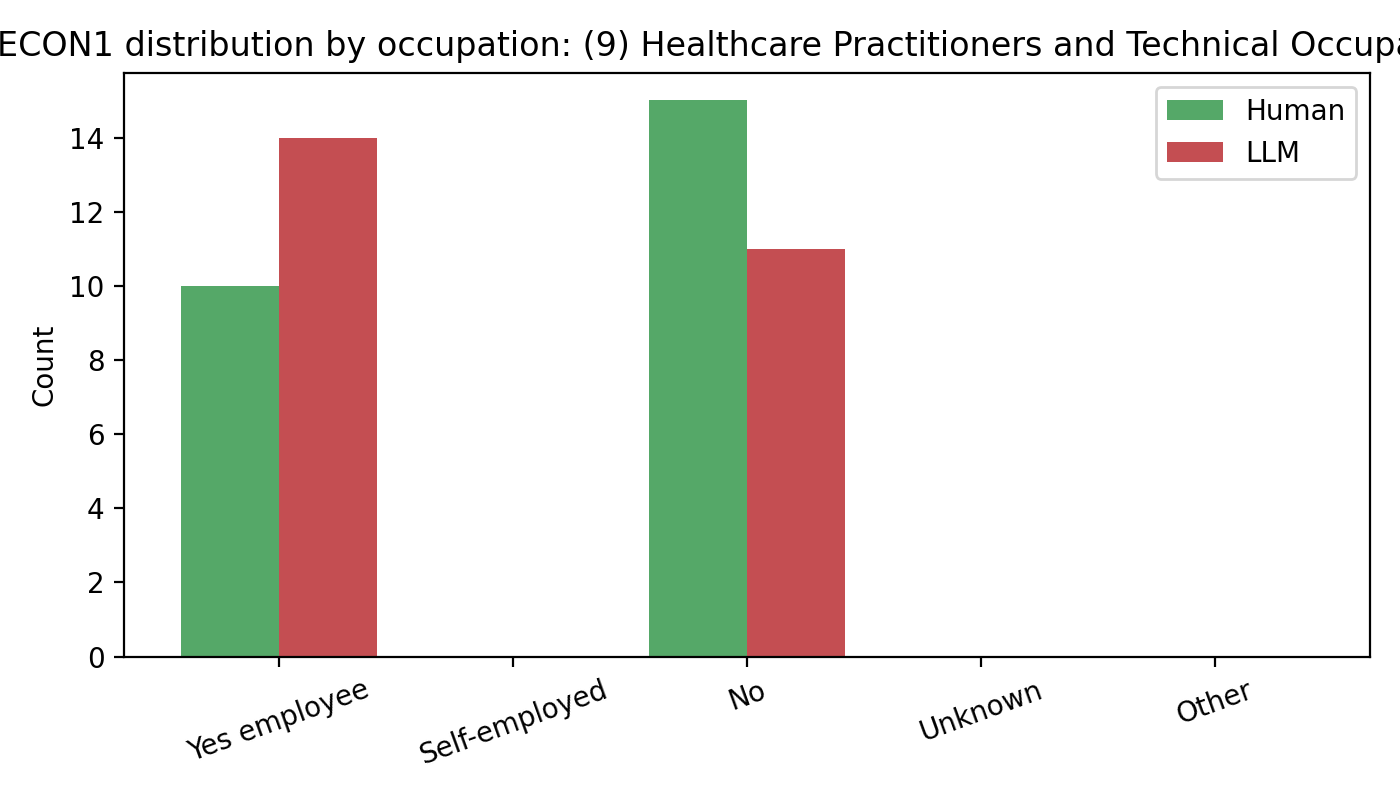 ECON1 distribution by occupation: (9) Healthcare Practitioners and Technical Occupa
Human
LLM
14
12
10
8
6
4
2
0
Count
Yes employee
Self-employed
No
Unknown
Other